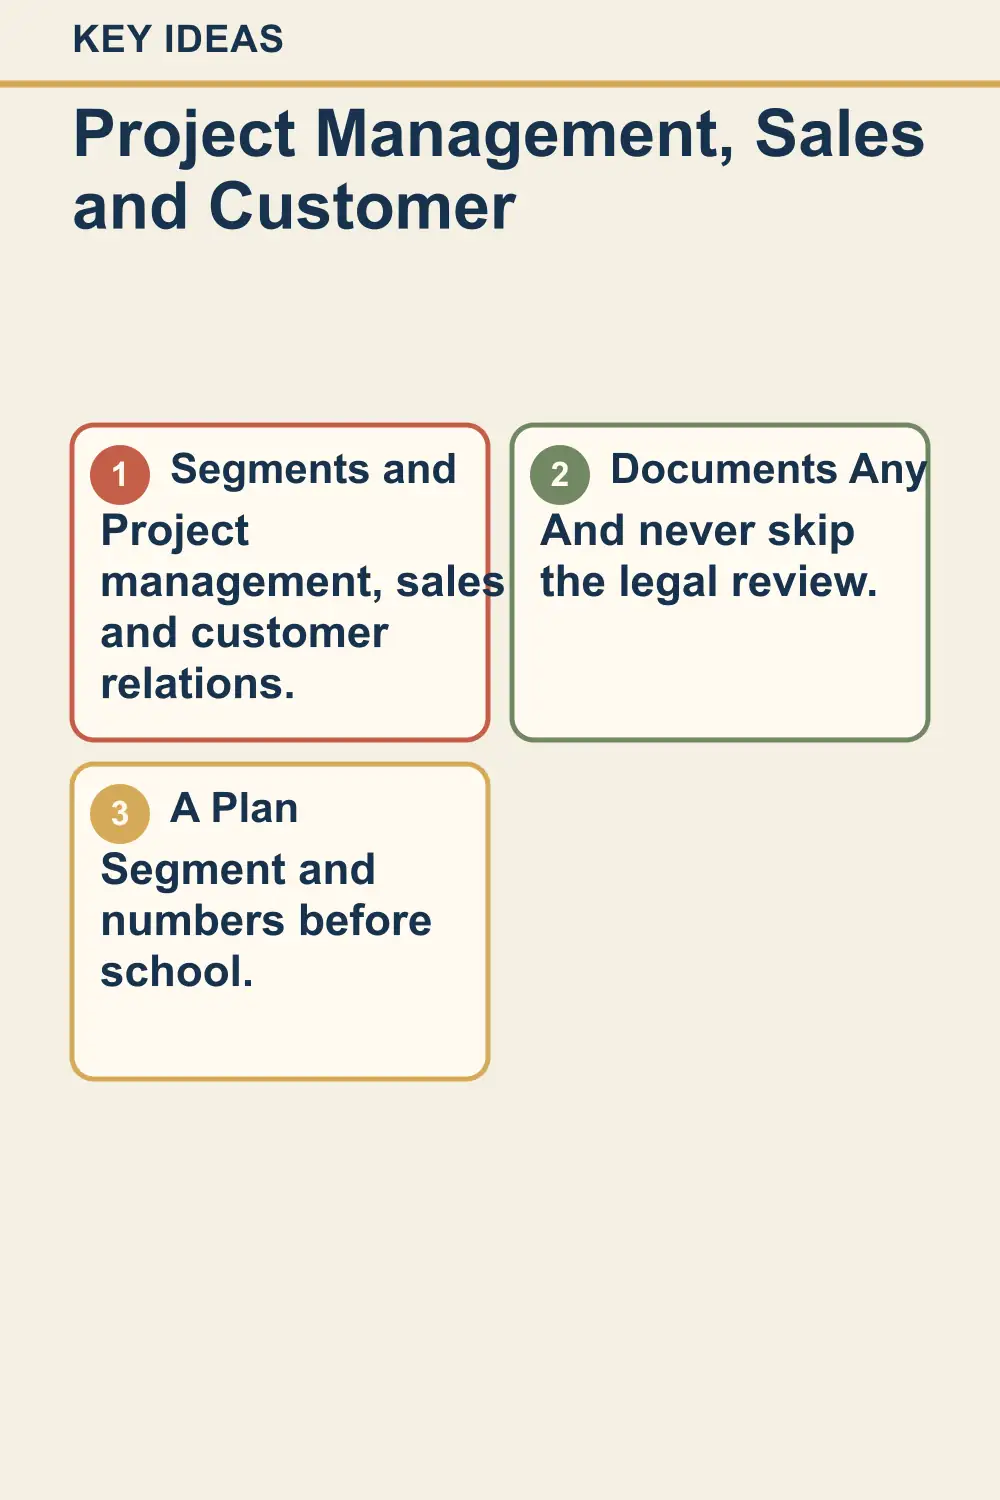 KEY IDEAS
Project Management, Sales
and Customer
1 Segments and
Project
management, sales
and customer
relations.
2 Documents Any
And never skip
the legal review.
3 A Plan
Segment and
numbers before
school.